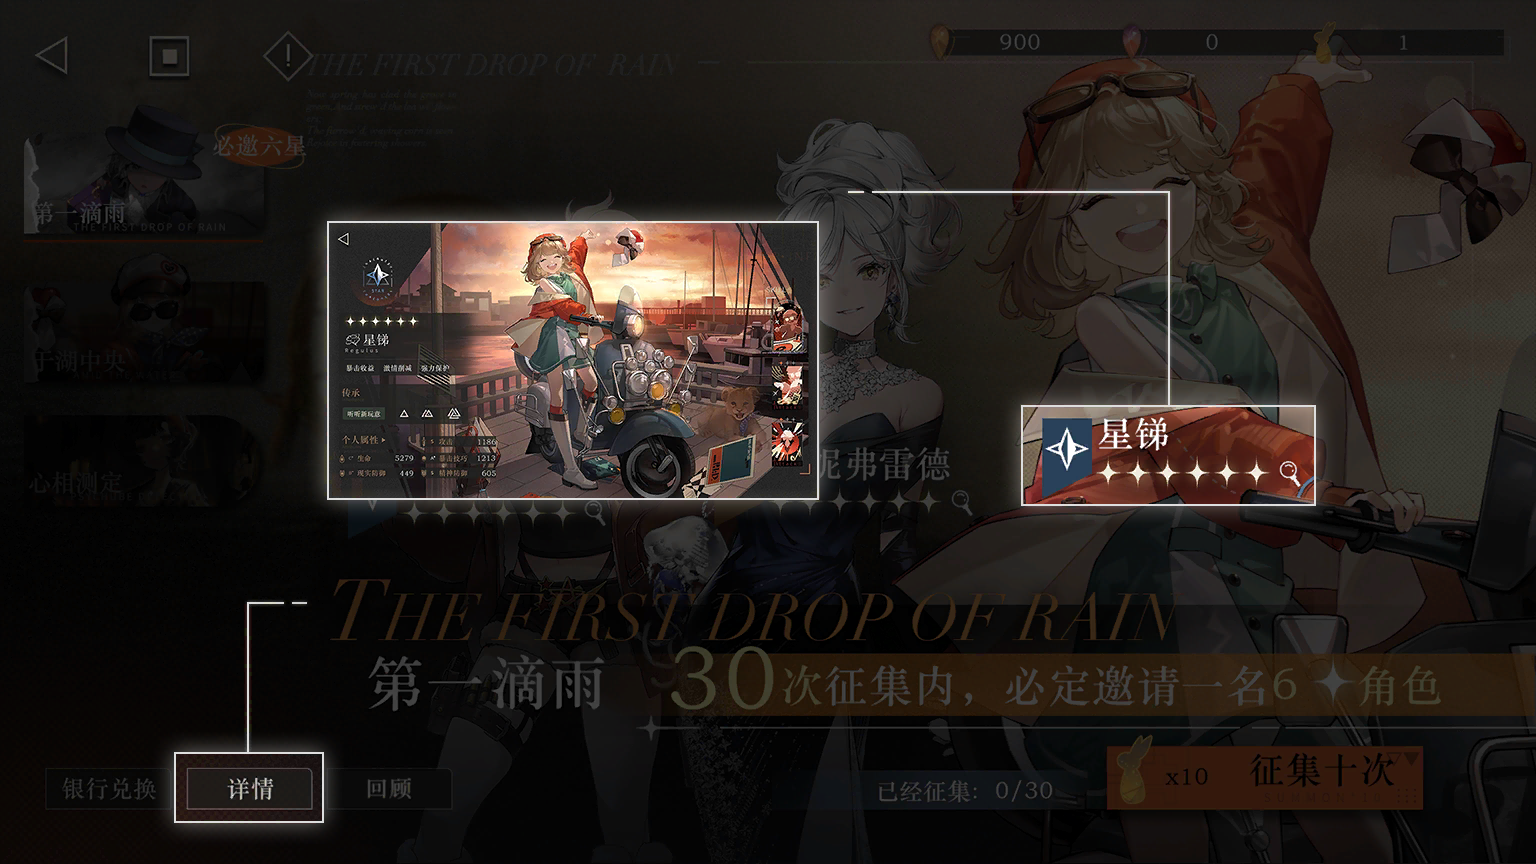 THE FIRST DROP OF RAIN
900
0
1
必邀六星
第一滴雨
THE FIRST DROP OF RAIN
于湖中央
心相测定
星锑
Regulus
暴击收益 激情削减 强力保护
传承
听听新玩意
个人属性
攻击 1186
生命 5279
暴击技巧 1213
现实防御 449
精神防御 605
妮弗雷德
星锑
THE FIRST DROP OF RAIN
第一滴雨
30次征集内，必定邀请一名6角色
银行兑换
详情
回顾
已经征集: 0/30
x10
征集十次